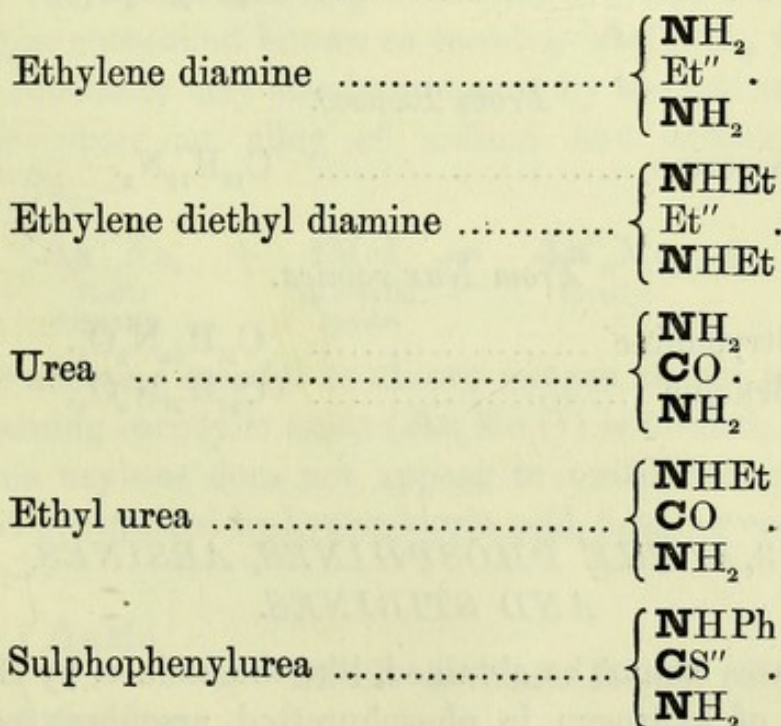 Ethylene diamine .......................... { NH₂
Et″ .
NH₂
Ethylene diethyl diamine ........... { NHEt
Et″ .
NHEt
Urea ........................................ { NH₂
CO .
NH₂
Ethyl urea ................................ { NHEt
CO .
NH₂
Sulphophenylurea ..................... { NHPh
CS″ .
NH₂